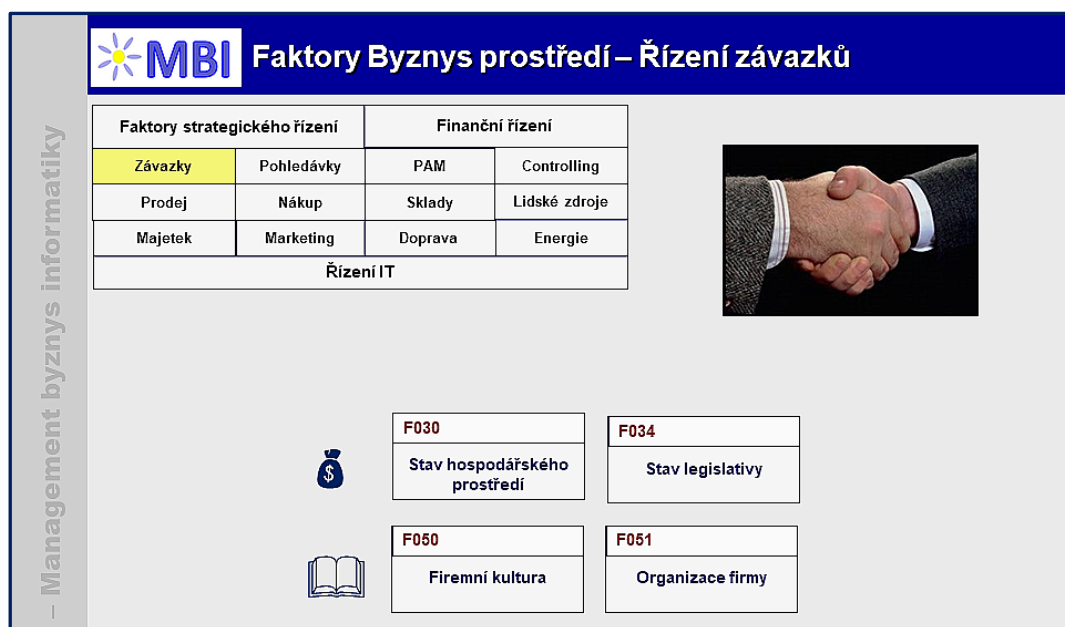 MBI
Faktory Byznys prostředí – Řízení závazků
– Management byznys informatiky
Faktory strategického řízení
Finanční řízení
Závazky
Pohledávky
PAM
Controlling
Prodej
Nákup
Sklady
Lidské zdroje
Majetek
Marketing
Doprava
Energie
Řízení IT
F030
Stav hospodářského
prostředí
F034
Stav legislativy
$
F050
Firemní kultura
F051
Organizace firmy